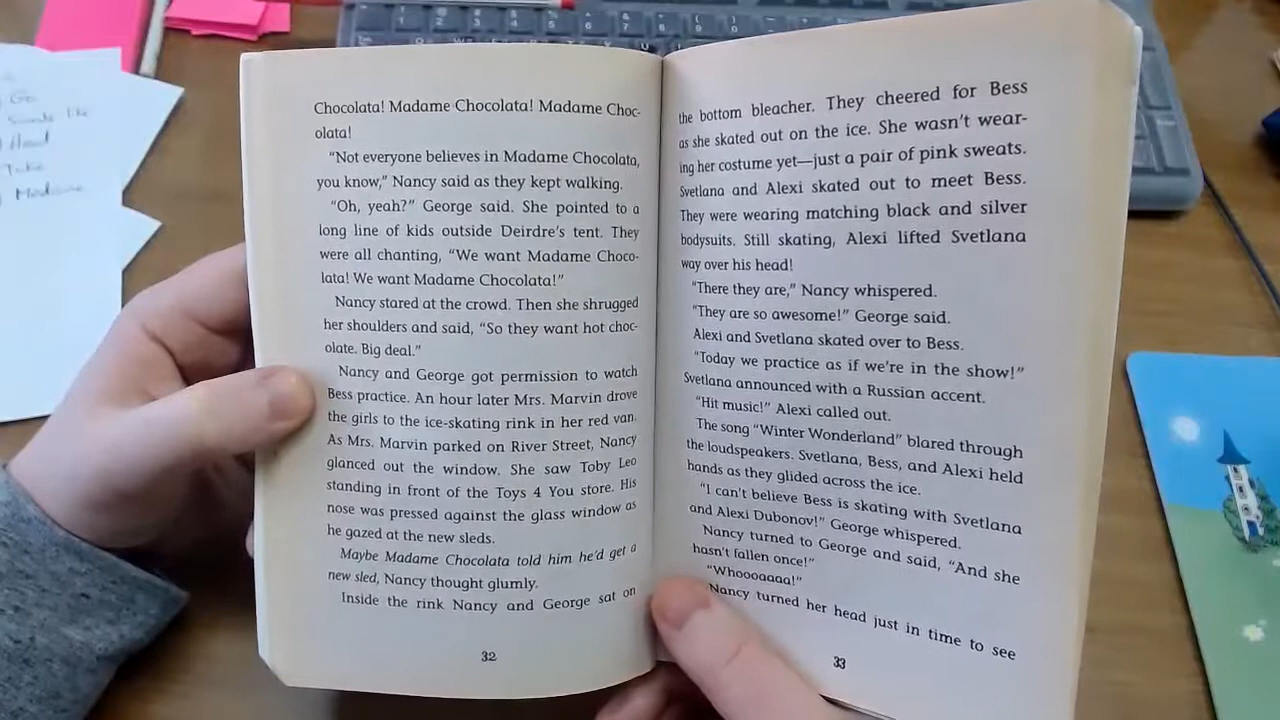 Go
Smells like
Head
Take
Madame
Chocolata! Madame Chocolata! Madame Choc-
olata!
“Not everyone believes in Madame Chocolata,
you know,” Nancy said as they kept walking.
“Oh, yeah?” George said. She pointed to a
long line of kids outside Deirdre’s tent. They
were all chanting, “We want Madame Choco-
lata! We want Madame Chocolata!”
Nancy stared at the crowd. Then she shrugged
her shoulders and said, “So they want hot choc-
olate. Big deal.”
Nancy and George got permission to watch
Bess practice. An hour later Mrs. Marvin drove
the girls to the ice-skating rink in her red van.
As Mrs. Marvin parked on River Street, Nancy
glanced out the window. She saw Toby Leo
standing in front of the Toys 4 You store. His
nose was pressed against the glass window as
he gazed at the new sleds.
Maybe Madame Chocolata told him he’d get a
new sled, Nancy thought glumly.
Inside the rink Nancy and George sat on
32
the bottom bleacher. They cheered for Bess
as she skated out on the ice. She wasn’t wear-
ing her costume yet—just a pair of pink sweats.
Svetlana and Alexi skated out to meet Bess.
They were wearing matching black and silver
bodysuits. Still skating, Alexi lifted Svetlana
way over his head!
“There they are,” Nancy whispered.
“They are so awesome!” George said.
Alexi and Svetlana skated over to Bess.
“Today we practice as if we’re in the show!”
Svetlana announced with a Russian accent.
“Hit music!” Alexi called out.
The song “Winter Wonderland” blared through
the loudspeakers. Svetlana, Bess, and Alexi held
hands as they glided across the ice.
“I can’t believe Bess is skating with Svetlana
and Alexi Dubonov!” George whispered.
Nancy turned to George and said, “And she
hasn’t fallen once!”
“Whoooaaaa!”
Nancy turned her head just in time to see
33